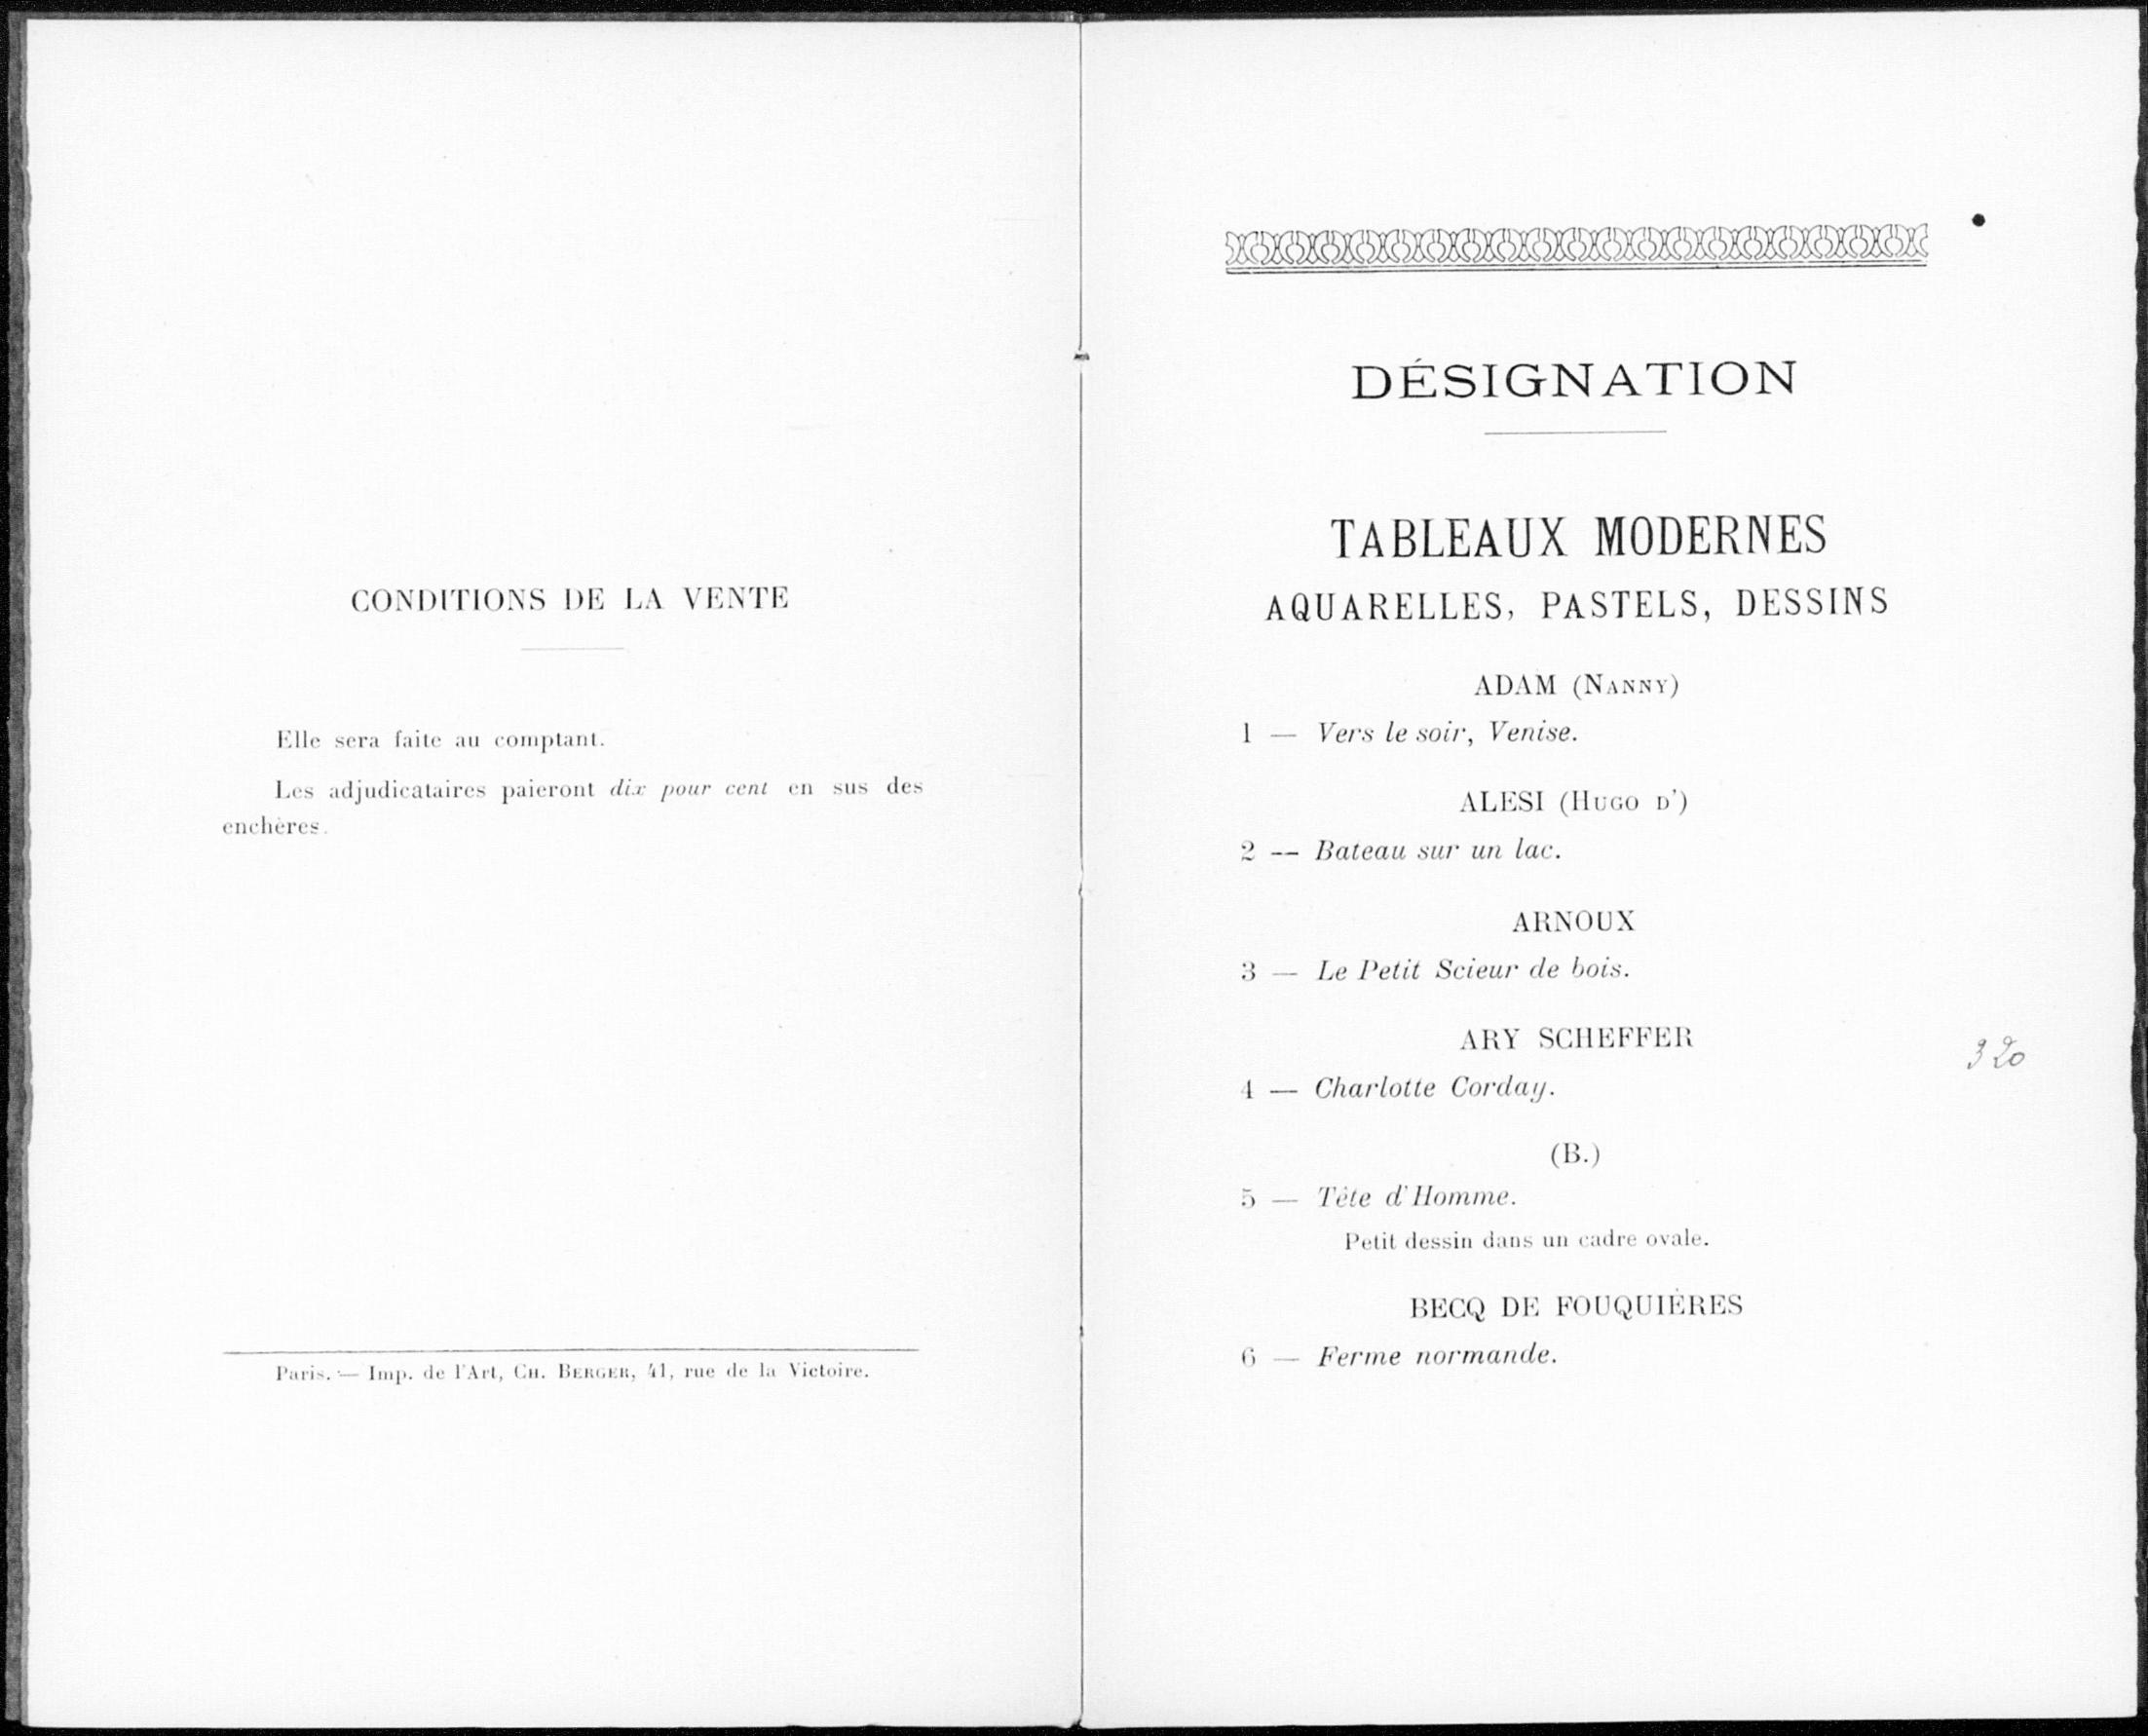 CONDITIONS DE LA VENTE
Elle sera faite au comptant.
Les adjudicataires paieront dix pour cent en sus des
enchères.
Paris. — Imp. de l'Art, Ch. Berger, 41, rue de la Victoire.
DÉSIGNATION
TABLEAUX MODERNES
AQUARELLES, PASTELS, DESSINS
ADAM (Nanny)
1 — Vers le soir, Venise.
ALESI (Hugo d')
2 — Bateau sur un lac.
ARNOUX
3 — Le Petit Scieur de bois.
ARY SCHEFFER
320
4 — Charlotte Corday.
(B.)
5 — Tête d'Homme.
Petit dessin dans un cadre ovale.
BECQ DE FOUQUIÈRES
6 — Ferme normande.